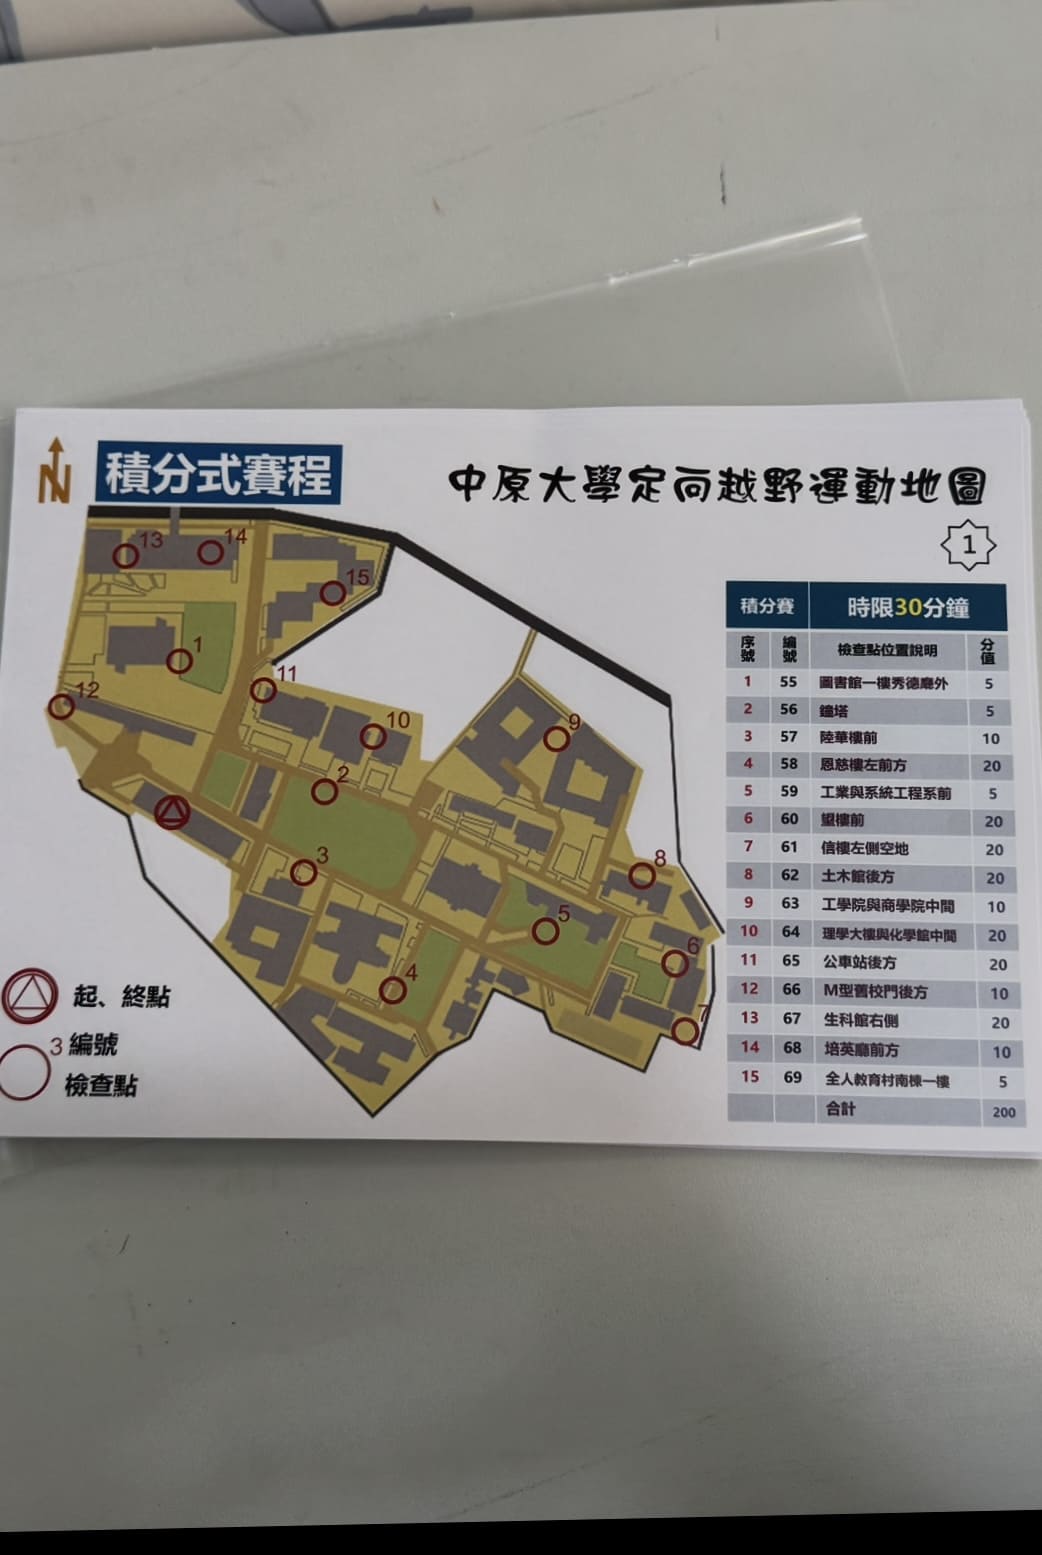 N
積分式賽程
中原大學定向越野運動地圖
1
13
14
15
1
12
11
10
9
2
3
8
5
6
4
7
起、終點
3 編號
檢查點
積分賽 時限30分鐘
序號 編號 檢查點位置說明 分值
1 55 圖書館一樓秀德廳外 5
2 56 鐘塔 5
3 57 陸華樓前 10
4 58 恩慈樓左前方 20
5 59 工業與系統工程系前 5
6 60 望樓前 20
7 61 信樓左側空地 20
8 62 土木館後方 20
9 63 工學院與商學院中間 10
10 64 理學大樓與化學館中間 20
11 65 公車站後方 20
12 66 M型舊校門後方 10
13 67 生科館右側 20
14 68 培英廳前方 10
15 69 全人教育村南棟一樓 5
合計 200